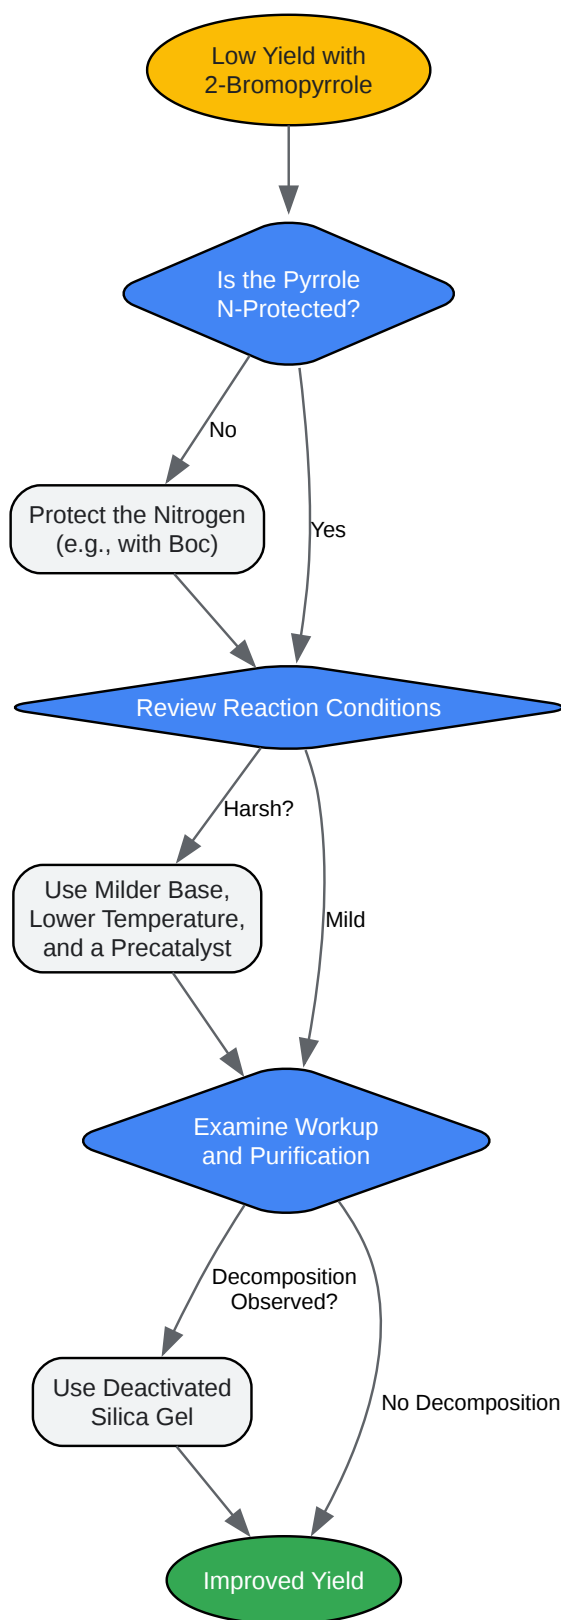 Low Yield with
2-Bromopyrrole
Is the Pyrrole
N-Protected?
No
Protect the Nitrogen
(e.g., with Boc)
Yes
Review Reaction Conditions
Harsh?
Use Milder Base,
Lower Temperature,
and a Precatalyst
Mild
Examine Workup
and Purification
Decomposition
Observed?
Use Deactivated
Silica Gel
No Decomposition
Improved Yield